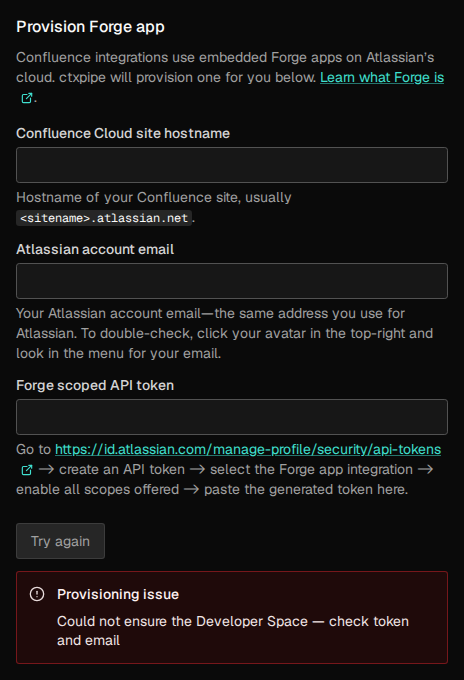 Provision Forge app
Confluence integrations use embedded Forge apps on Atlassian's
cloud. ctxpipe will provision one for you below. Learn what Forge is
.
Confluence Cloud site hostname
Hostname of your Confluence site, usually
<sitename>.atlassian.net.
Atlassian account email
Your Atlassian account email—the same address you use for
Atlassian. To double-check, click your avatar in the top-right and
look in the menu for your email.
Forge scoped API token
Go to https://id.atlassian.com/manage-profile/security/api-tokens
→ create an API token → select the Forge app integration →
enable all scopes offered → paste the generated token here.
Try again
Provisioning issue
Could not ensure the Developer Space — check token
and email